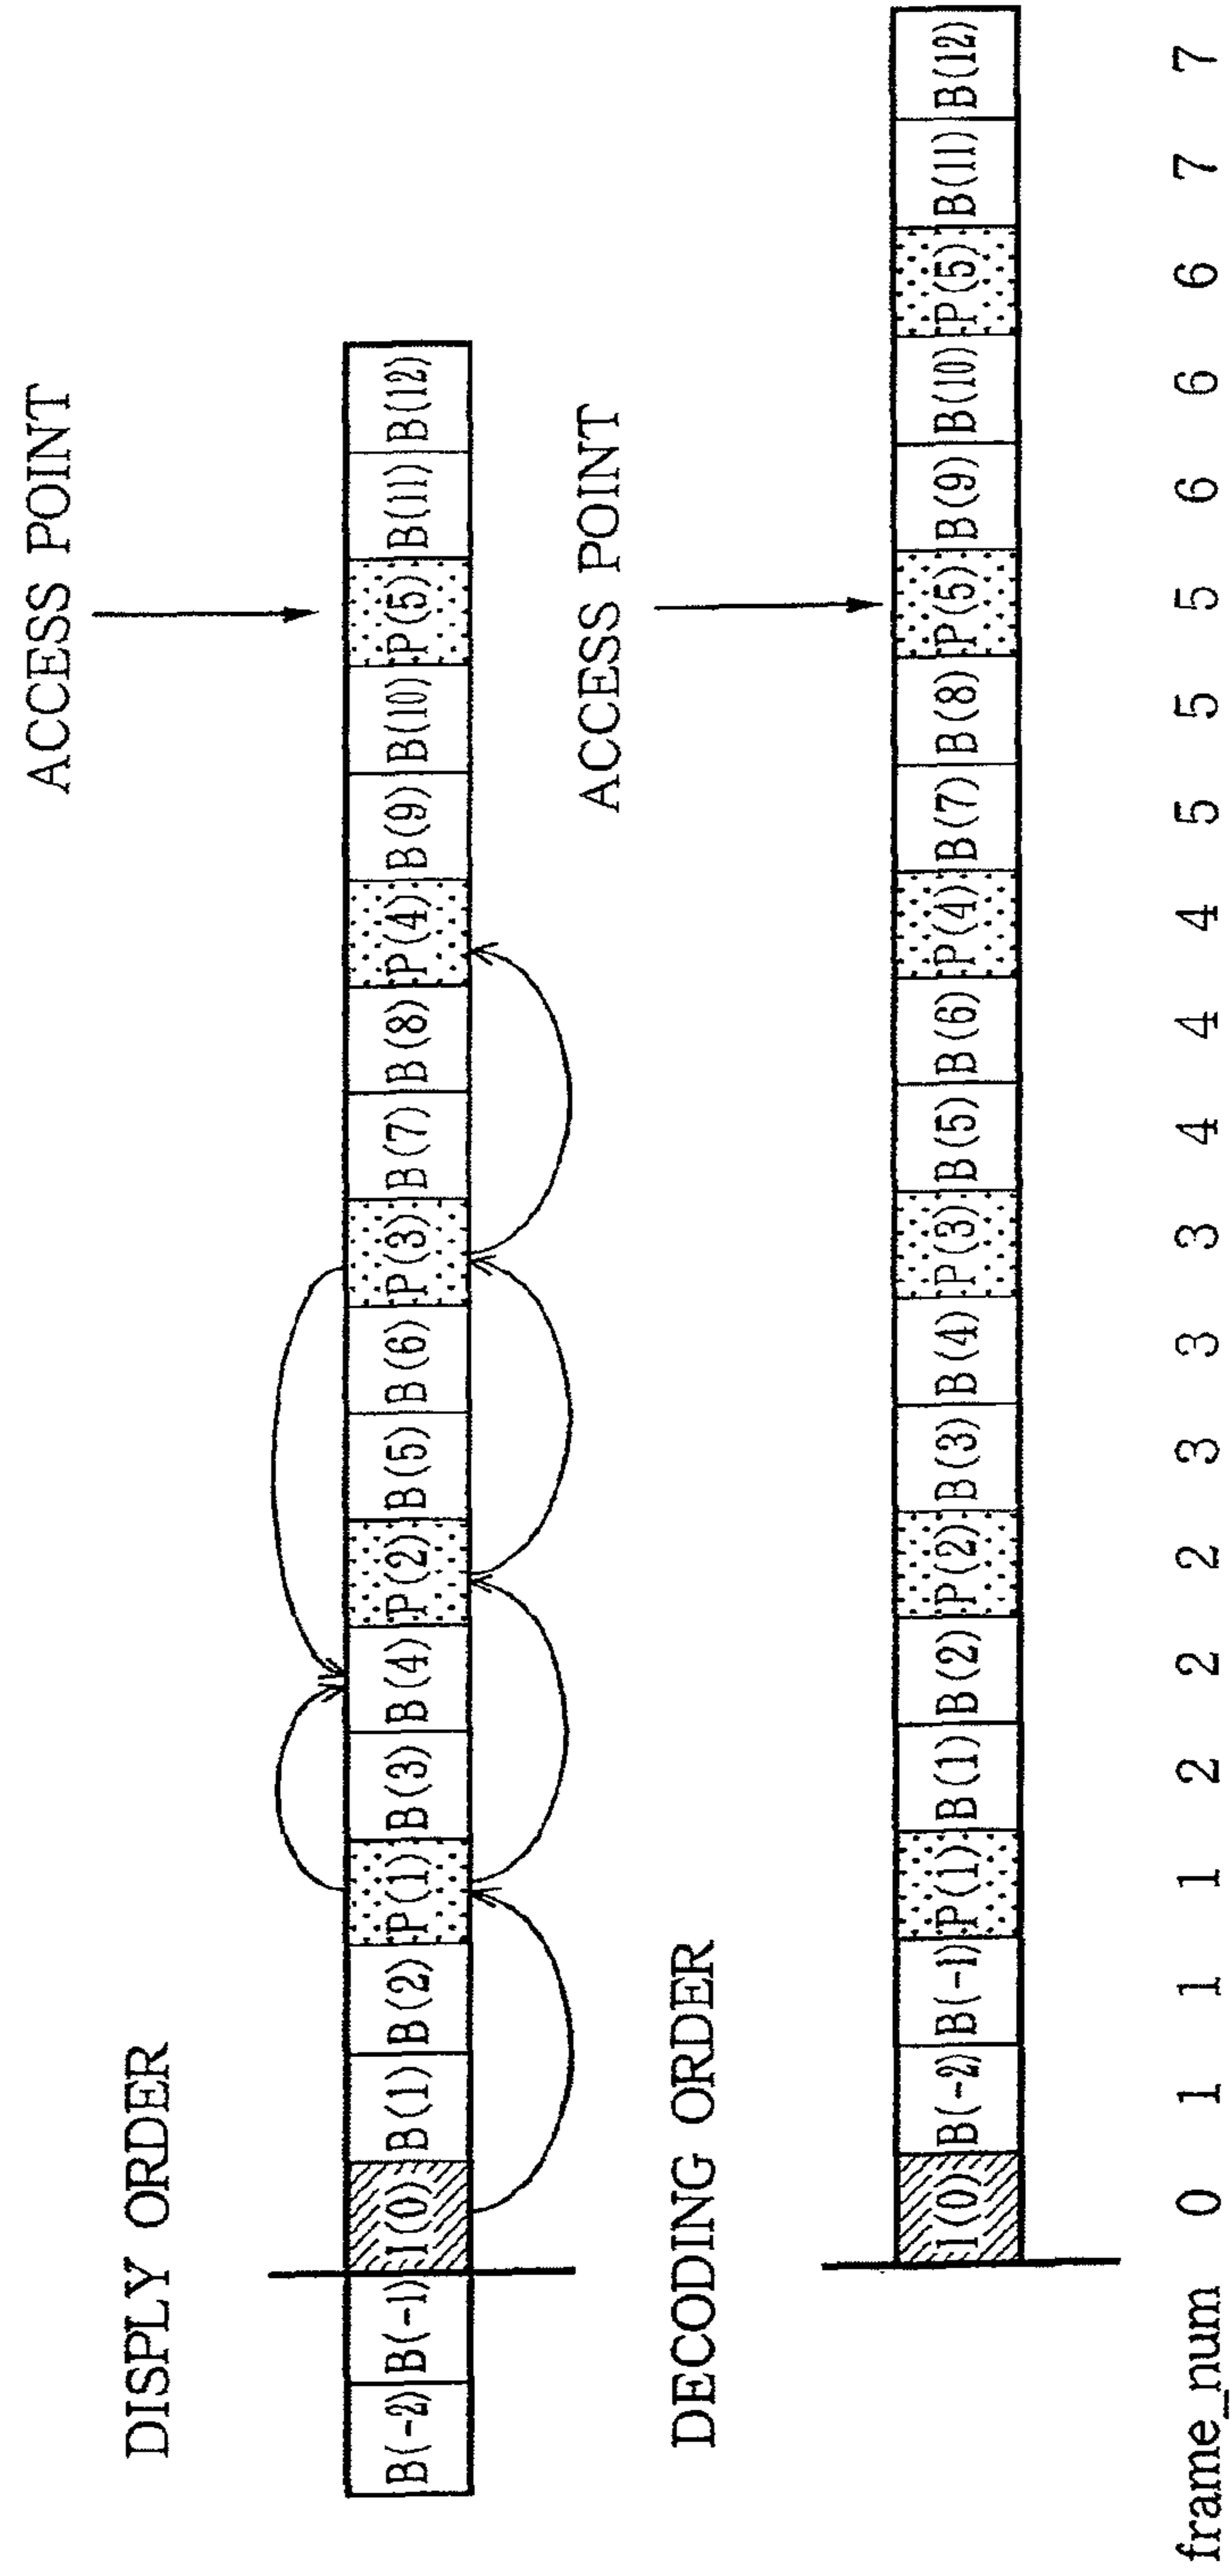 ACCESS POINT
DISPLY ORDER
B(-2) B(-1) I(0) B(1) B(2) P(1) B(3) B(4) P(2) B(5) B(6) P(3) B(7) B(8) P(4) B(9) B(10) P(5) B(11) B(12)
ACCESS POINT
DECODING ORDER
I(0) B(-2) B(-1) P(1) B(1) B(2) P(2) B(3) B(4) P(3) B(5) B(6) P(4) B(7) B(8) P(5) B(9) B(10) P(5) B(11) B(12)
frame_num 0 1 1 1 2 2 2 3 3 3 4 4 4 5 5 5 6 6 6 7 7